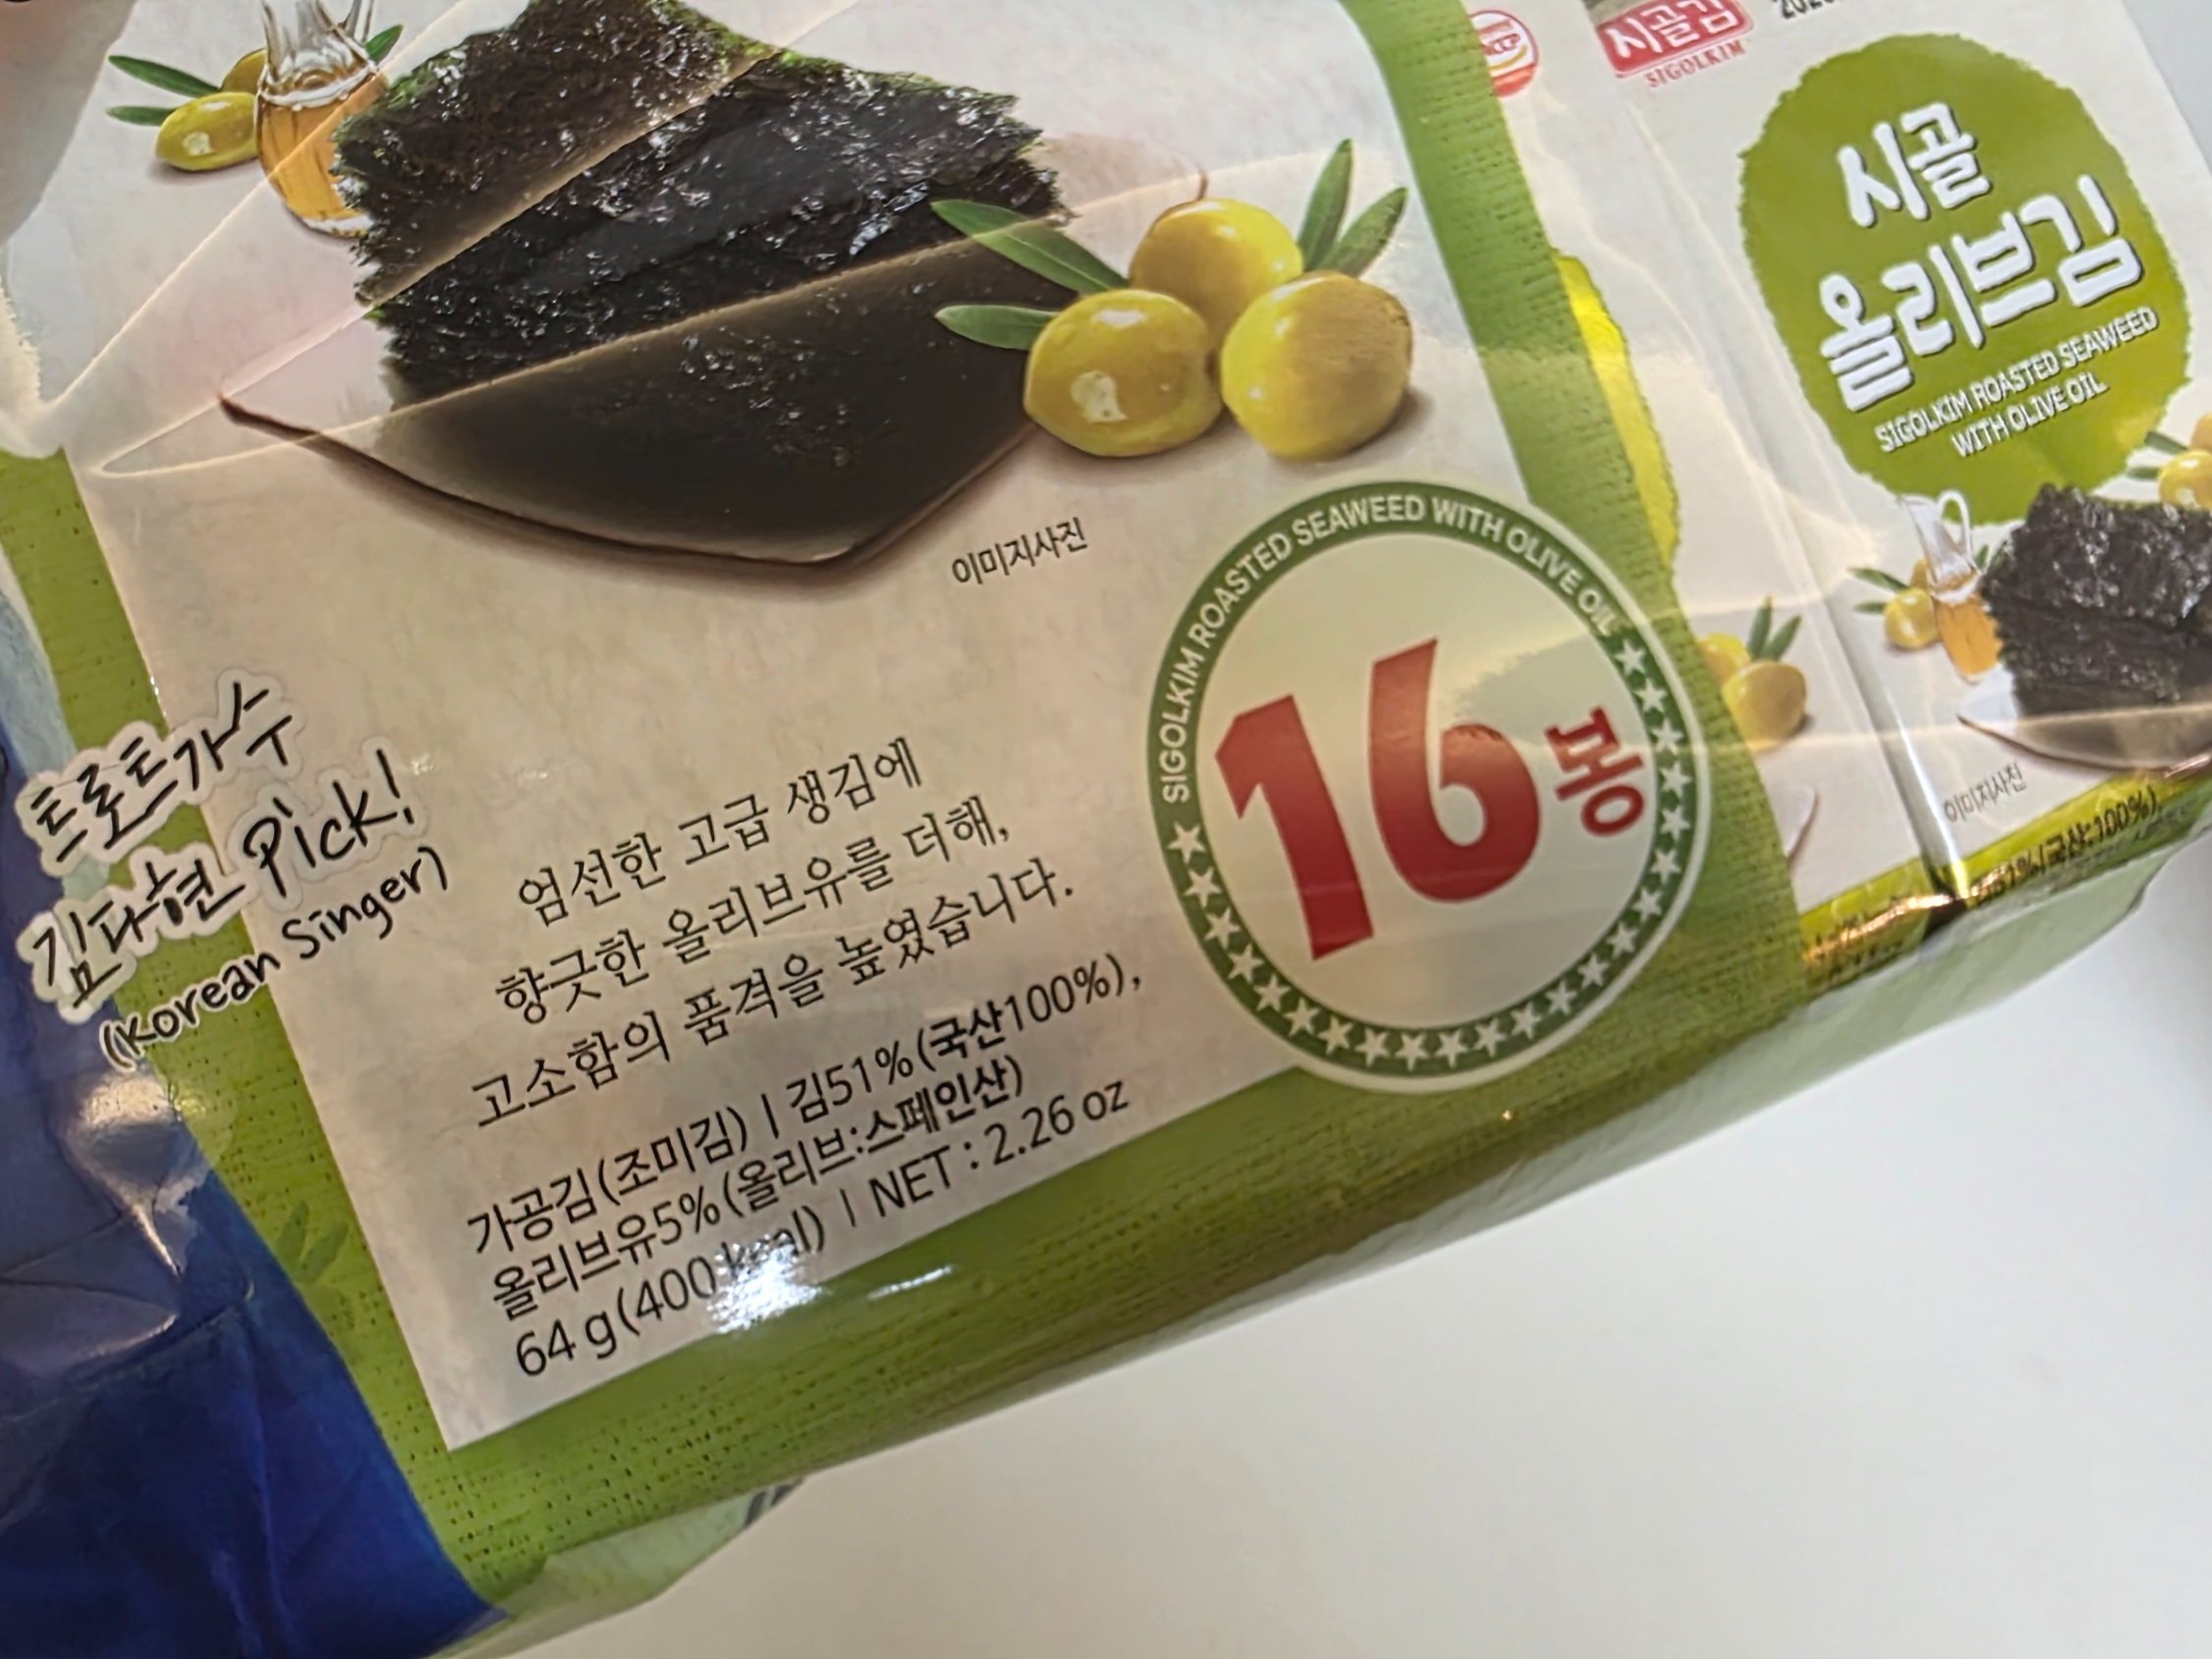 이미지사진
SIGOLKIM ROASTED SEAWEED WITH OLIVE OIL
16봉
트로트가수
김다현 Pick!
(Korean Singer)
엄선한 고급 생김에
향긋한 올리브유를 더해,
고소함의 품격을 높였습니다.
가공김(조미김) | 김51%(국산100%),
올리브유5%(올리브:스페인산)
64 g(400 kcal) | NET : 2.26 oz
시골김
SIGOLKIM
시골
올리브김
SIGOLKIM ROASTED SEAWEED
WITH OLIVE OIL
이미지사진
51%(국산:100%),